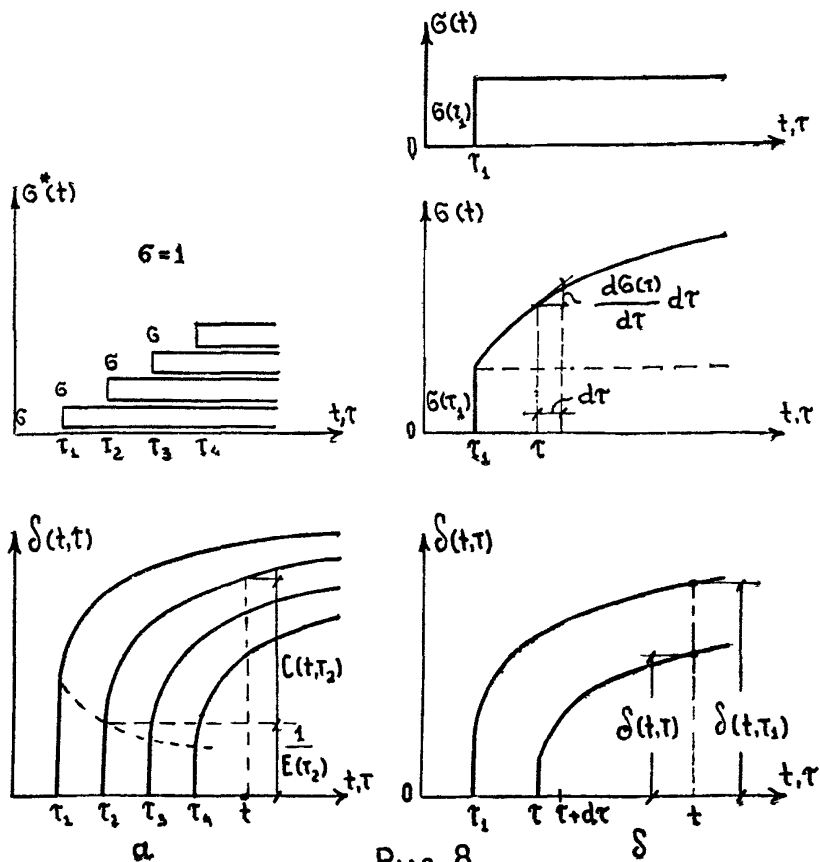 G(t)
G(τ₁)
0
τ₁
t,τ
G*(t)
G=1
G
G
G
G
G
τ₁ τ₂ τ₃ τ₄
t,τ
G(t)
dG(τ)/dτ dτ
dτ
G(τ₁)
0
τ₁ τ
t,τ
δ(t,τ)
C(t,τ₂)
1/E(τ₂)
t,τ
τ₁ τ₂ τ₃ τ₄ t
а
δ(t,τ)
δ(t,τ)
δ(t,τ₁)
0
t,τ
τ₁ τ τ+dτ t
δ
Рис. 8